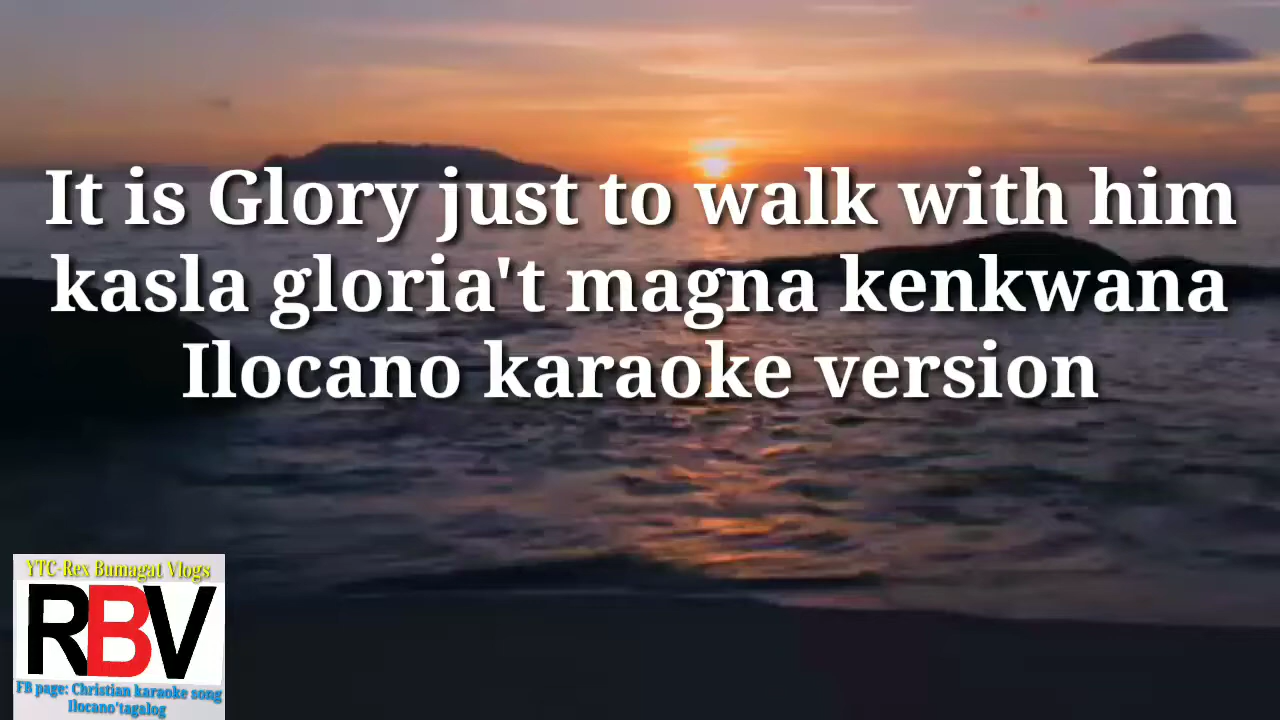 It is Glory just to walk with him
kasla gloria't magna kenkwana
Ilocano karaoke version
YTC-Rex Bumagat Vlogs
RBV
FB page: Christian karaoke song
Ilocano'tagalog